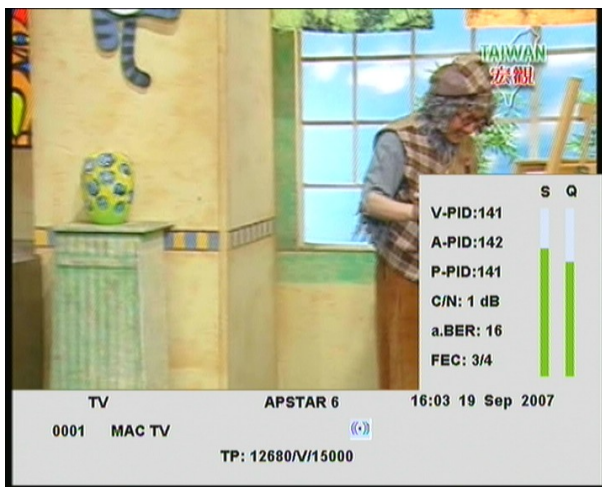 TAIWAN
宏觀
S Q
V-PID:141
A-PID:142
P-PID:141
C/N: 1 dB
a.BER: 16
FEC: 3/4
TV APSTAR 6 16:03 19 Sep 2007
0001 MAC TV
TP: 12680/V/15000